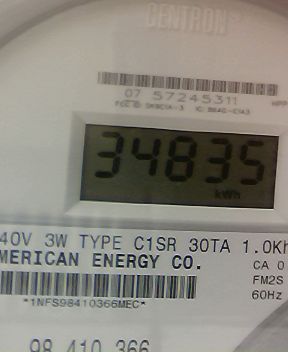 CENTRON
07 57245311
34835
kWh
40V 3W TYPE C1SR 30TA 1.0Kh
MERICAN ENERGY CO.
CA 0
FM2S
60Hz
*1NFS98410366MEC*
98 410 366